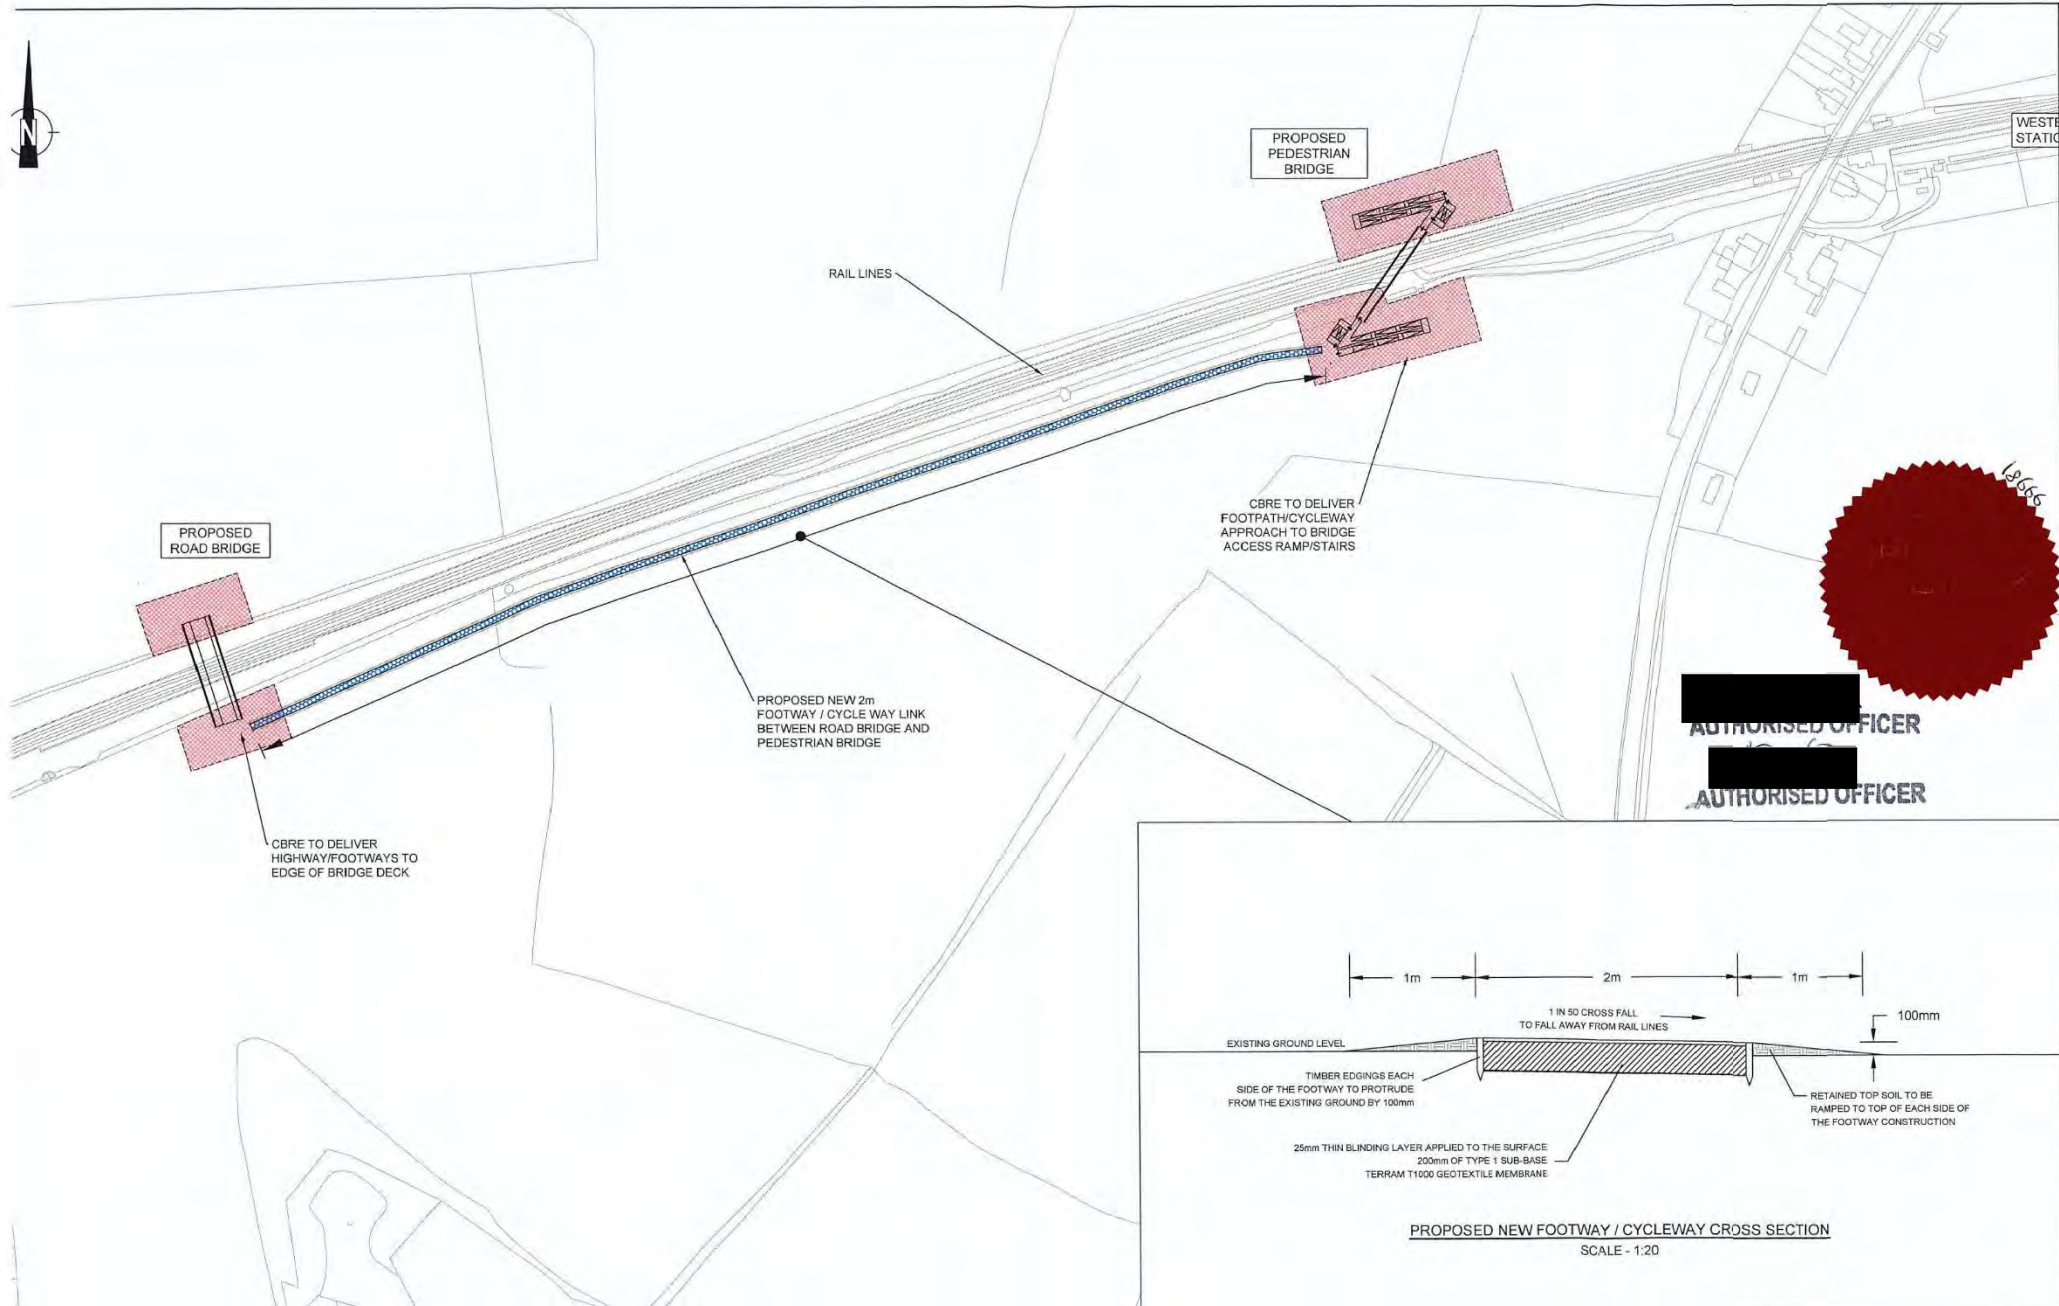 N
PROPOSED
PEDESTRIAN
BRIDGE
WESTE
STATIO
RAIL LINES
PROPOSED
ROAD BRIDGE
CBRE TO DELIVER
FOOTPATH/CYCLEWAY
APPROACH TO BRIDGE
ACCESS RAMP/STAIRS
18666
PROPOSED NEW 2m
FOOTWAY / CYCLE WAY LINK
BETWEEN ROAD BRIDGE AND
PEDESTRIAN BRIDGE
AUTHORISED OFFICER
AUTHORISED OFFICER
CBRE TO DELIVER
HIGHWAY/FOOTWAYS TO
EDGE OF BRIDGE DECK
1m
2m
1m
1 IN 50 CROSS FALL
TO FALL AWAY FROM RAIL LINES
100mm
EXISTING GROUND LEVEL
TIMBER EDGINGS EACH
SIDE OF THE FOOTWAY TO PROTRUDE
FROM THE EXISTING GROUND BY 100mm
RETAINED TOP SOIL TO BE
RAMPED TO TOP OF EACH SIDE OF
THE FOOTWAY CONSTRUCTION
25mm THIN BLINDING LAYER APPLIED TO THE SURFACE
200mm OF TYPE 1 SUB-BASE
TERRAM T1000 GEOTEXTILE MEMBRANE
PROPOSED NEW FOOTWAY / CYCLEWAY CROSS SECTION
SCALE - 1:20